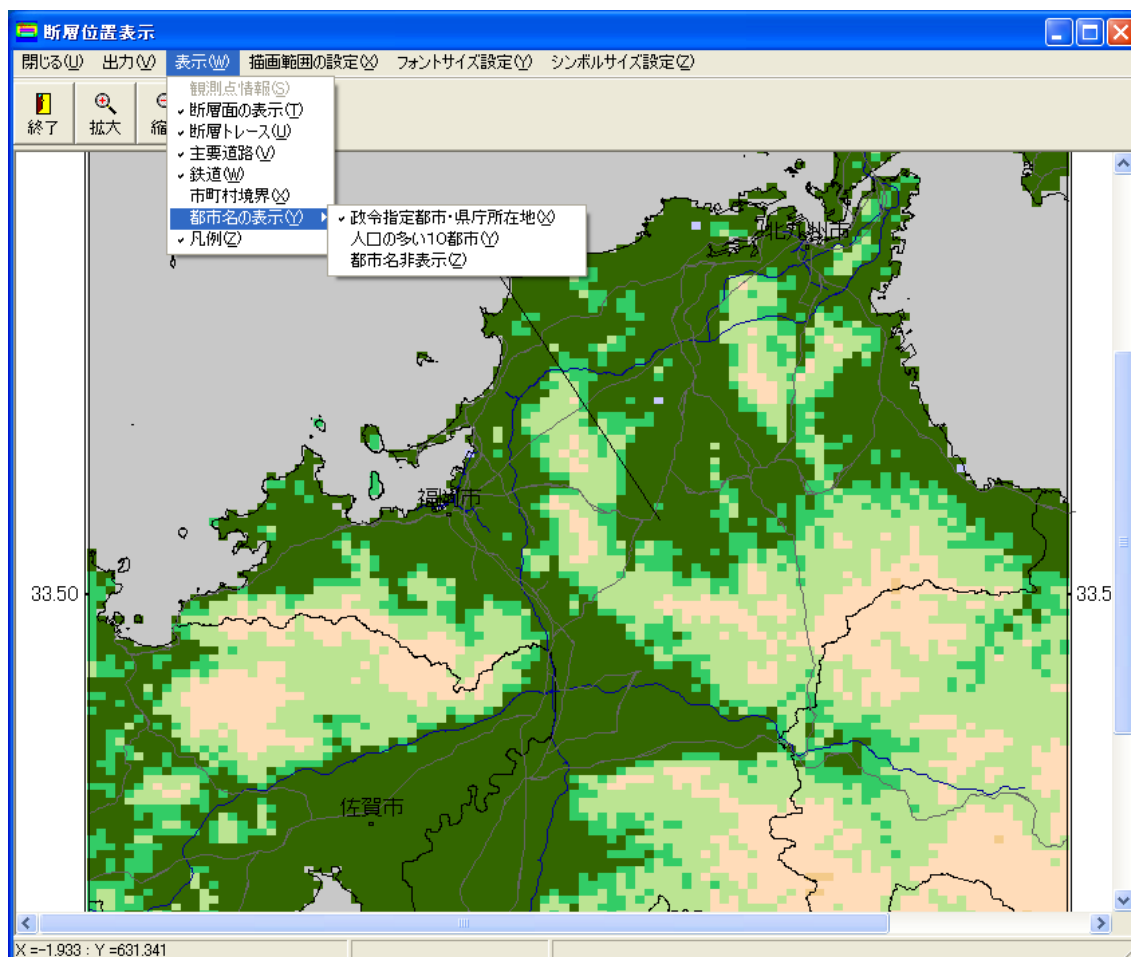 断層位置表示
閉じる(U) 出力(V) 表示(W) 描画範囲の設定(X) フォントサイズ設定(Y) シンボルサイズ設定(Z)
終了 拡大 縮
観測点情報(S)
断層面の表示(T)
断層トレース(U)
主要道路(V)
鉄道(W)
市町村境界(X)
都市名の表示(Y)
凡例(Z)
政令指定都市・県庁所在地(X)
人口の多い10都市(Y)
都市名非表示(Z)
北九州市
福岡市
33.50 33.5
佐賀市
X =-1.933 : Y =631.341